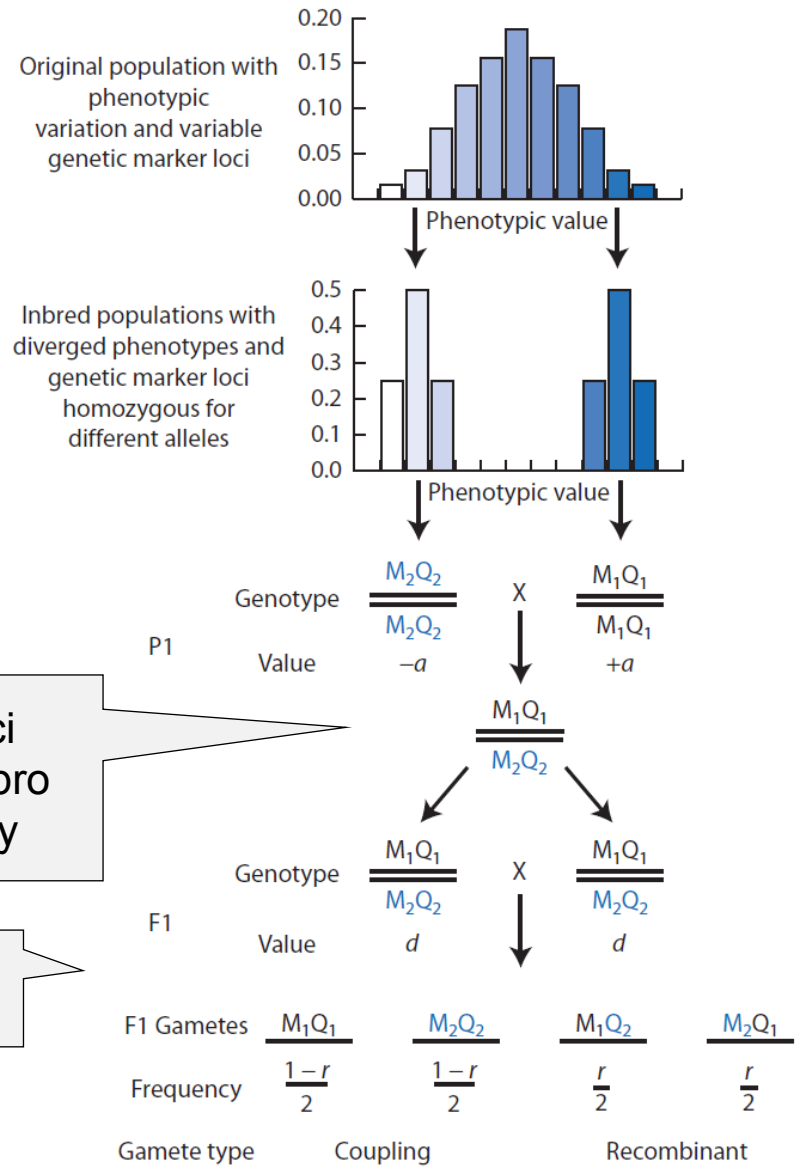 Original population with
phenotypic
variation and variable
genetic marker loci
0.20
0.15
0.10
0.05
0.00
Phenotypic value
Inbred populations with
diverged phenotypes and
genetic marker loci
homozygous for
different alleles
0.5
0.4
0.3
0.2
0.1
0.0
Phenotypic value
P1
Genotype M₂Q₂ X M₁Q₁
M₂Q₂ M₁Q₁
Value –a +a
M₁Q₁
M₂Q₂
ci
oro
y
F1
Genotype M₁Q₁ X M₁Q₁
M₂Q₂ M₂Q₂
Value d d
F1 Gametes M₁Q₁ M₂Q₂ M₁Q₂ M₂Q₁
Frequency 1 – r 1 – r r r
2 2 2 2
Gamete type Coupling Recombinant